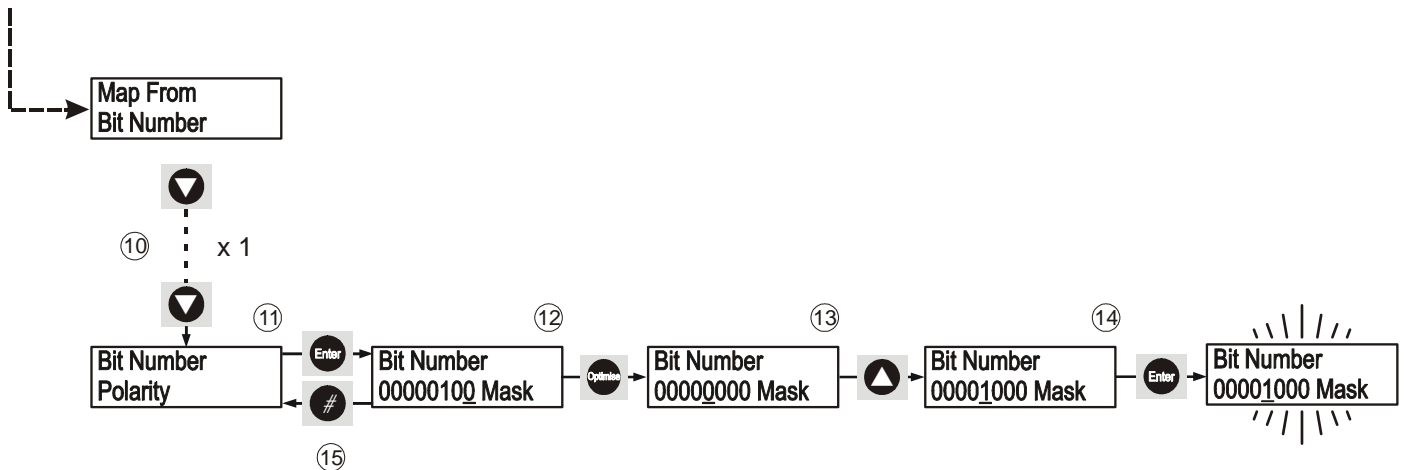 Map From
Bit Number
10
x 1
11
12
13
14
Bit Number
Polarity
Enter
#
Bit Number
00000100 Mask
Optimise
Bit Number
00000000 Mask
Bit Number
00001000 Mask
Enter
Bit Number
00001000 Mask
15